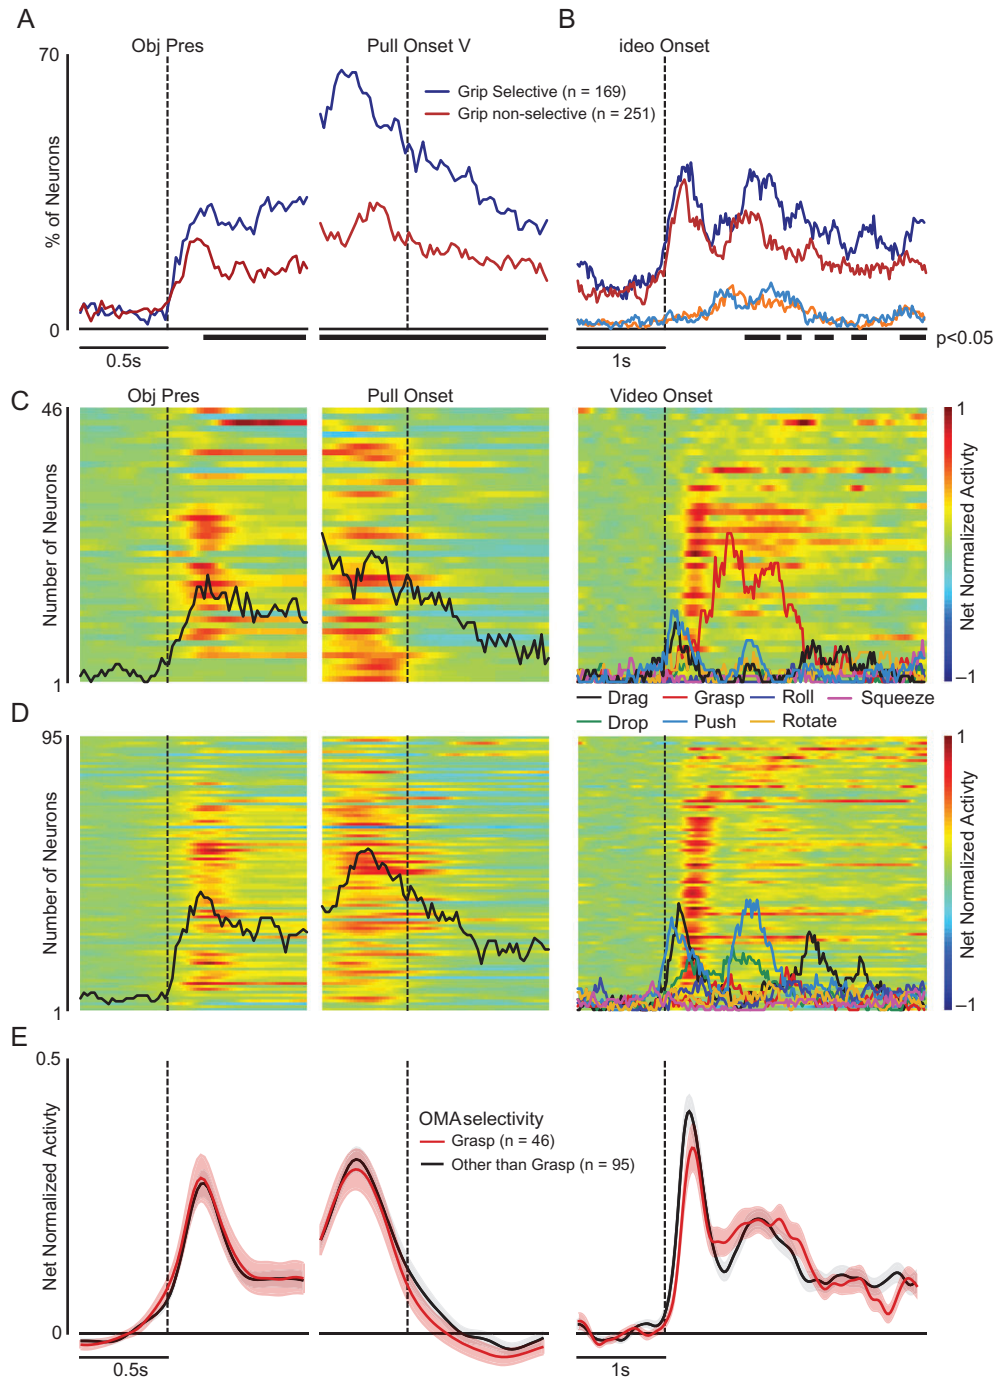 A
B
Obj Pres
Pull Onset V
ideo Onset
70
% of Neurons
0
Grip Selective (n = 169)
Grip non-selective (n = 251)
0.5s
1s
p<0.05
C
Obj Pres
Pull Onset
Video Onset
46
Number of Neurons
1
1
Net Normalized Activty
–1
Drag
Grasp
Roll
Squeeze
Drop
Push
Rotate
D
95
Number of Neurons
1
1
Net Normalized Activty
–1
E
0.5
Net Normalized Activty
0
OMA selectivity
Grasp (n = 46)
Other than Grasp (n = 95)
0.5s
1s